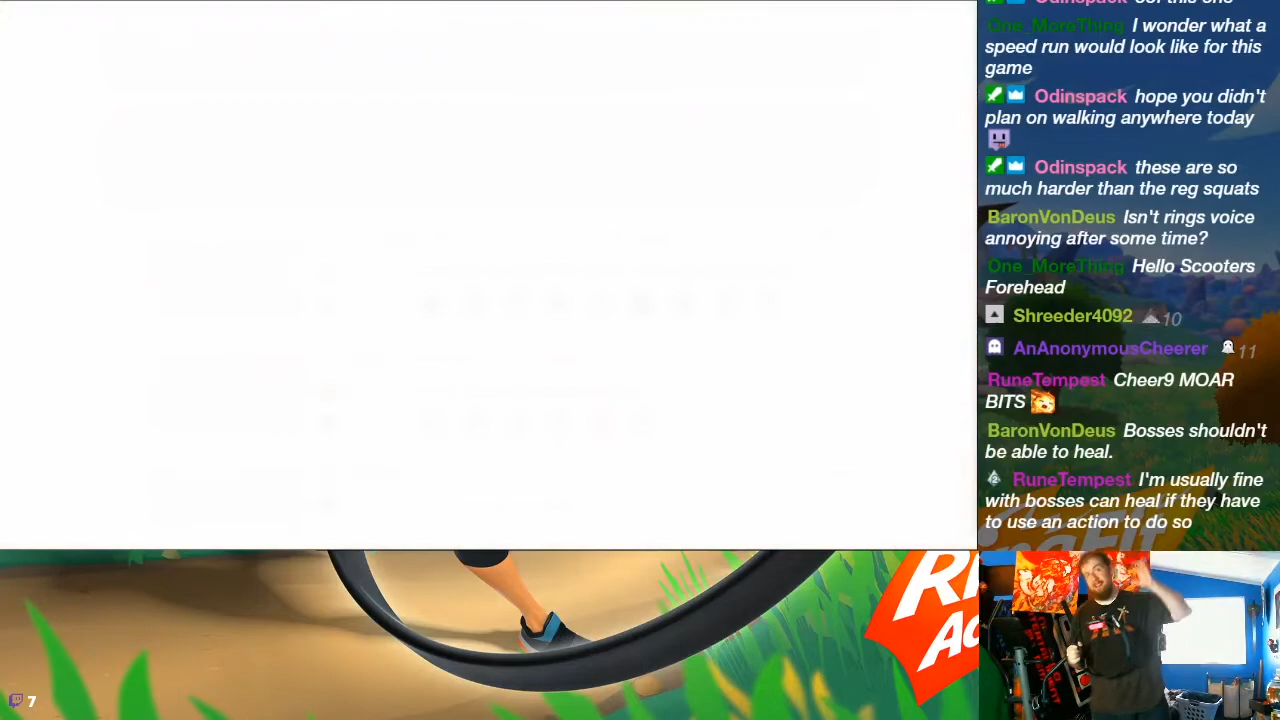 One_MoreThing I wonder what a
speed run would look like for this
game
Odinspack hope you didn't
plan on walking anywhere today
Odinspack these are so
much harder than the reg squats
BaronVonDeus Isn't rings voice
annoying after some time?
One_MoreThing Hello Scooters
Forehead
Shreeder4092 10
AnAnonymousCheerer 11
RuneTempest Cheer9 MOAR
BITS
BaronVonDeus Bosses shouldn't
be able to heal.
RuneTempest I'm usually fine
with bosses can heal if they have
to use an action to do so
7